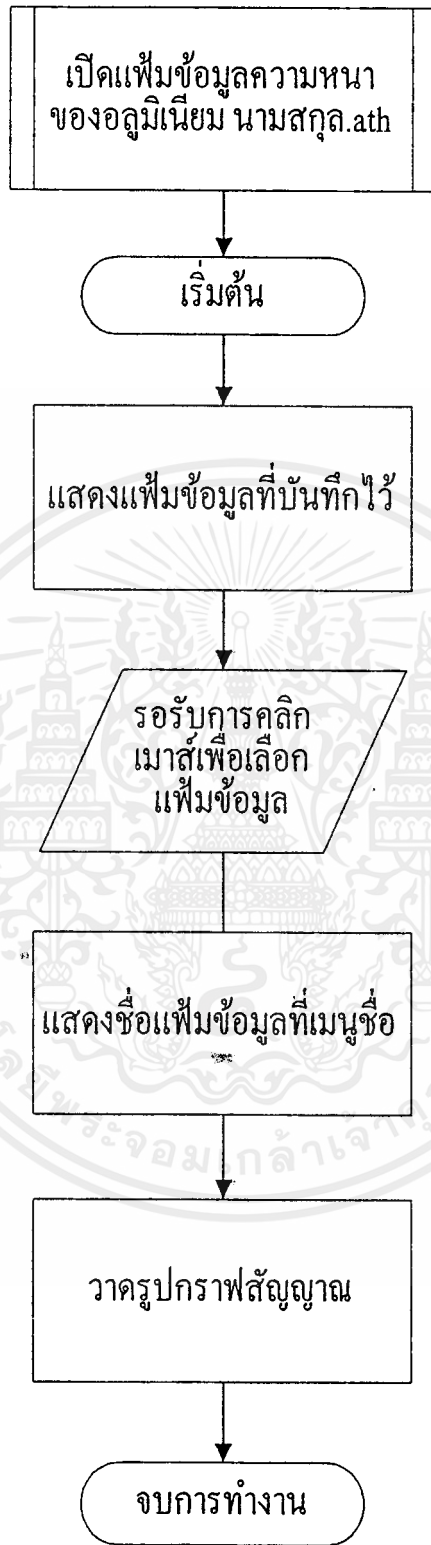 เปิดแฟ้มข้อมูลความหนา
ของอลูมิเนียม นามสกุล.ath
เริ่มต้น
แสดงแฟ้มข้อมูลที่บันทึกไว้
รอรับการคลิก
เมาส์เพื่อเลือก
แฟ้มข้อมูล
แสดงชื่อแฟ้มข้อมูลที่เมนูชื่อ
วาดรูปกราฟสัญญาณ
จบการทำงาน